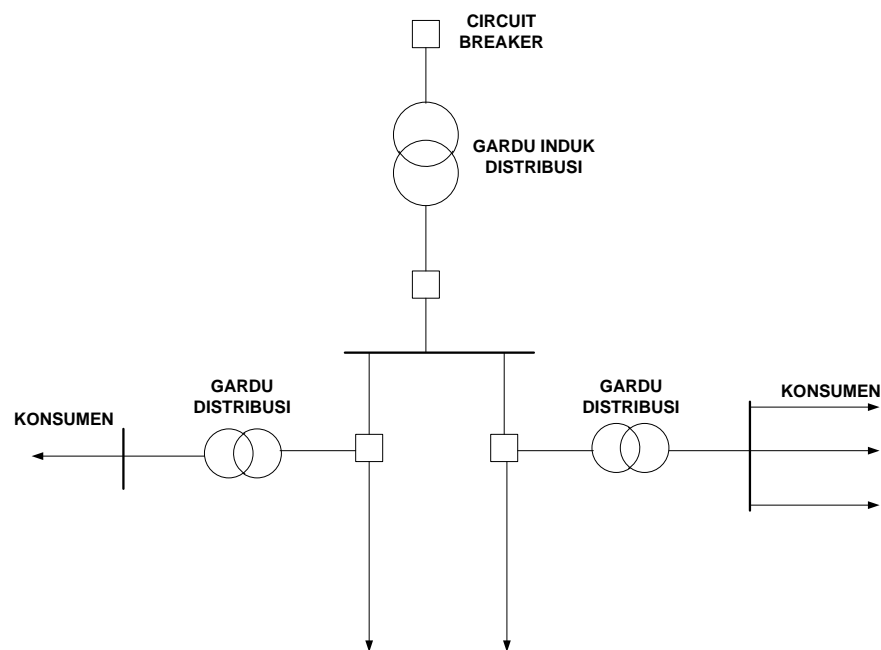 CIRCUIT
BREAKER
GARDU INDUK
DISTRIBUSI
GARDU
DISTRIBUSI
GARDU
DISTRIBUSI
KONSUMEN
KONSUMEN